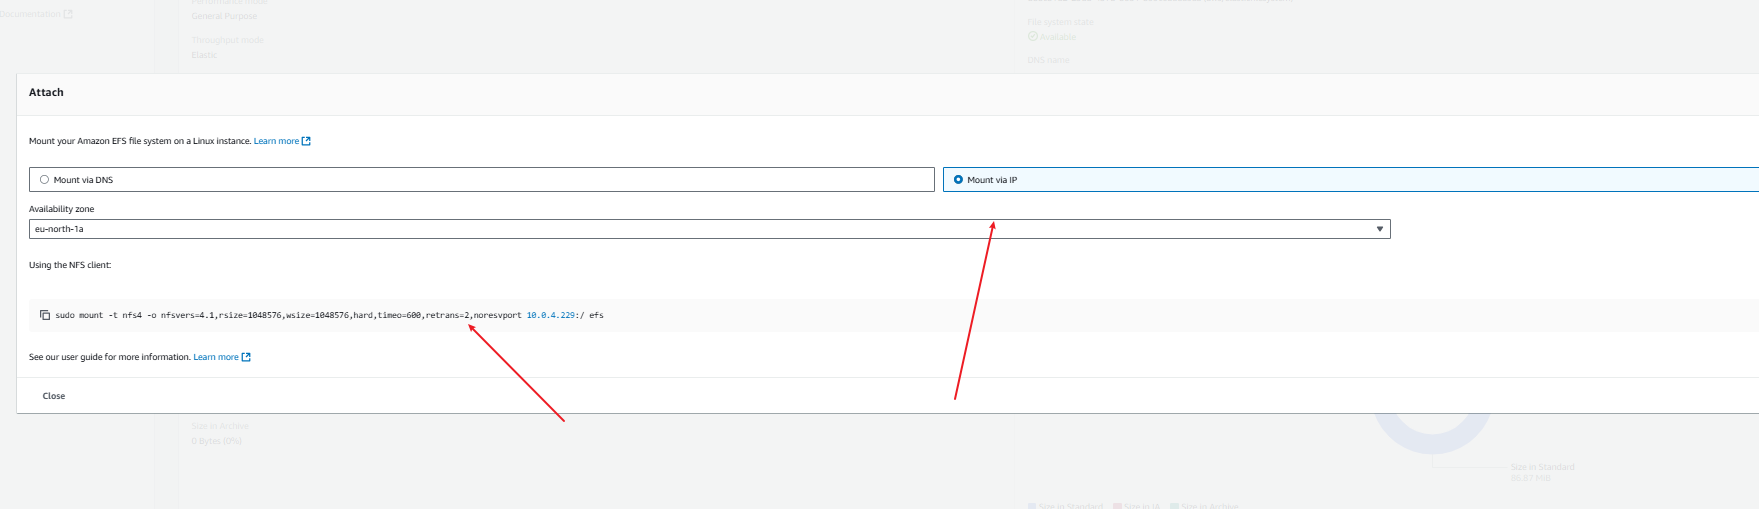 Documentation
Performance mode
General Purpose
File system state
Available
Throughput mode
Elastic
DNS name
Attach
Mount your Amazon EFS file system on a Linux instance. Learn more
Mount via DNS
Mount via IP
Availability zone
eu-north-1a
Using the NFS client:
sudo mount -t nfs4 -o nfsvers=4.1,rsize=1048576,wsize=1048576,hard,timeo=600,retrans=2,noresvport 10.0.4.229:/ efs
See our user guide for more information. Learn more
Close
Size in Archive
0 Bytes (0%)
Size in Standard
96.67 MiB
Size in Standard
Size in IA
Size in Archive